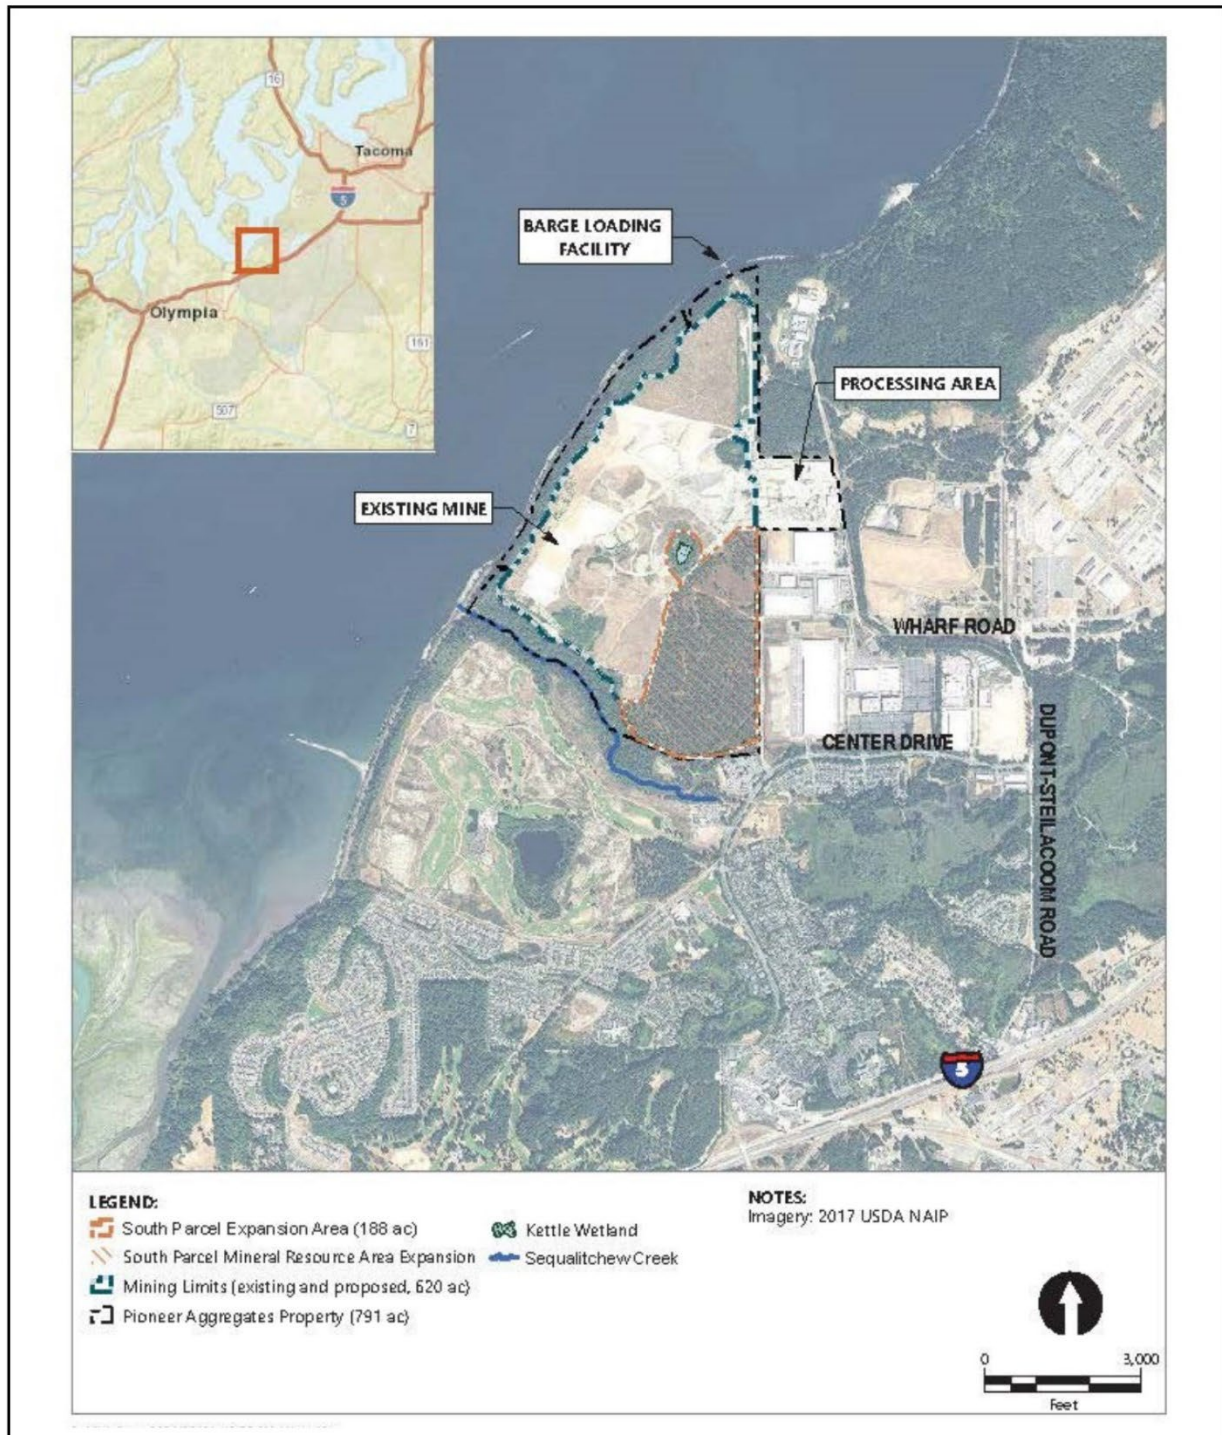 16
Tacoma
5
Olympia
161
507
7
BARGE LOADING
FACILITY
PROCESSING AREA
EXISTING MINE
WHARF ROAD
CENTER DRIVE
DUPONT-STEILACOOM ROAD
5
LEGEND:
South Parcel Expansion Area (188 ac)
South Parcel Mineral Resource Area Expansion
Mining Limits (existing and proposed, 620 ac)
Pioneer Aggregates Property (791 ac)
Kettle Wetland
Sequalitchew Creek
NOTES:
Imagery: 2017 USDA NAIP
0 3,000
Feet